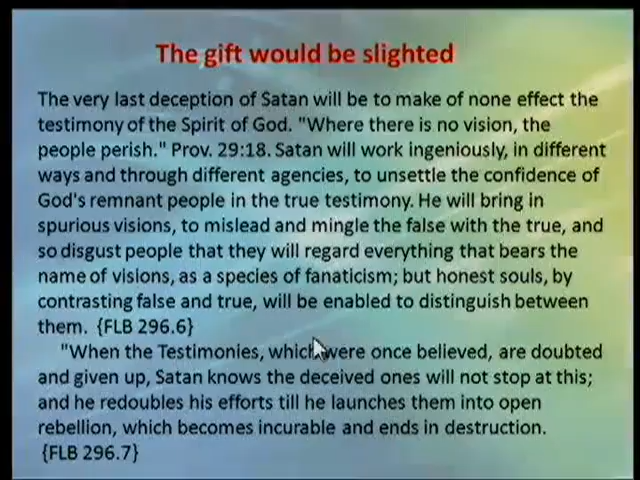 The gift would be slighted
The very last deception of Satan will be to make of none effect the
testimony of the Spirit of God. "Where there is no vision, the
people perish." Prov. 29:18. Satan will work ingeniously, in different
ways and through different agencies, to unsettle the confidence of
God's remnant people in the true testimony. He will bring in
spurious visions, to mislead and mingle the false with the true, and
so disgust people that they will regard everything that bears the
name of visions, as a species of fanaticism; but honest souls, by
contrasting false and true, will be enabled to distinguish between
them. {FLB 296.6}
"When the Testimonies, which were once believed, are doubted
and given up, Satan knows the deceived ones will not stop at this;
and he redoubles his efforts till he launches them into open
rebellion, which becomes incurable and ends in destruction.
{FLB 296.7}